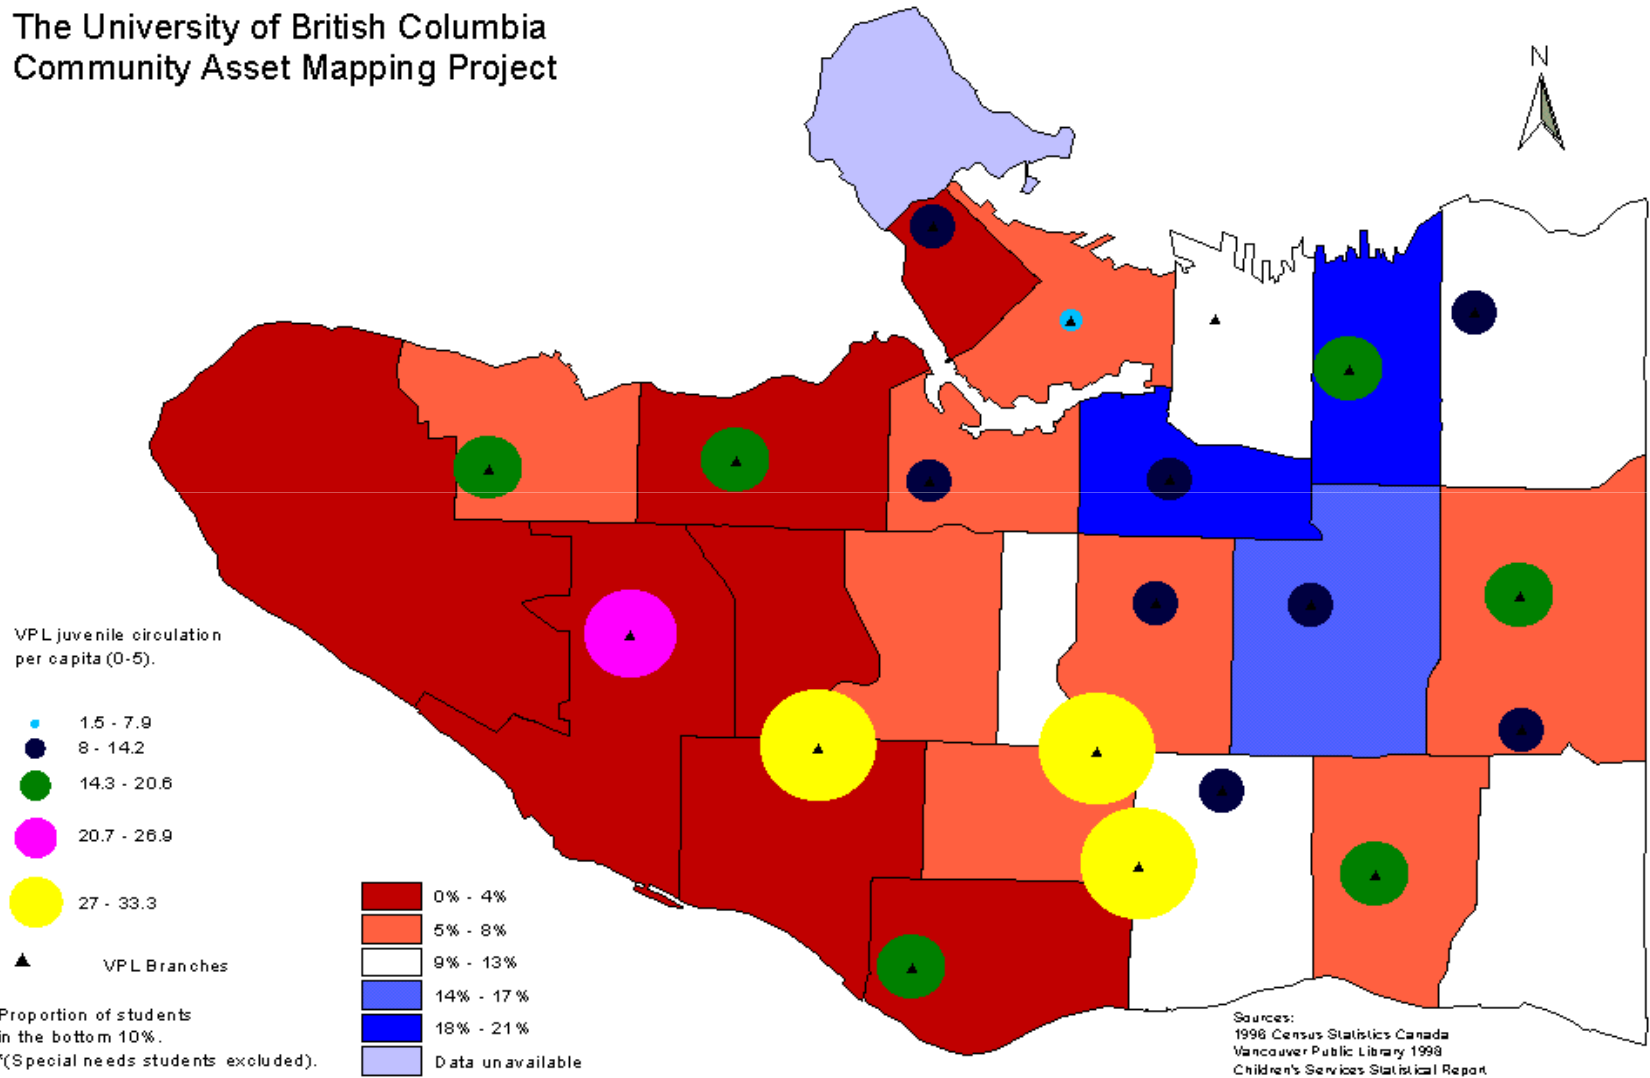 The University of British Columbia
Community Asset Mapping Project
N
VPL juvenile circulation
per capita (0-5).
1.5 - 7.9
8 - 14.2
14.3 - 20.6
20.7 - 26.9
27 - 33.3
VPL Branches
Proportion of students
in the bottom 10%.
*(Special needs students excluded).
0% - 4%
5% - 8%
9% - 13%
14% - 17%
18% - 21%
Data unavailable
Sources:
1996 Census Statistics Canada
Vancouver Public Library 1998
Children's Services Statistical Report